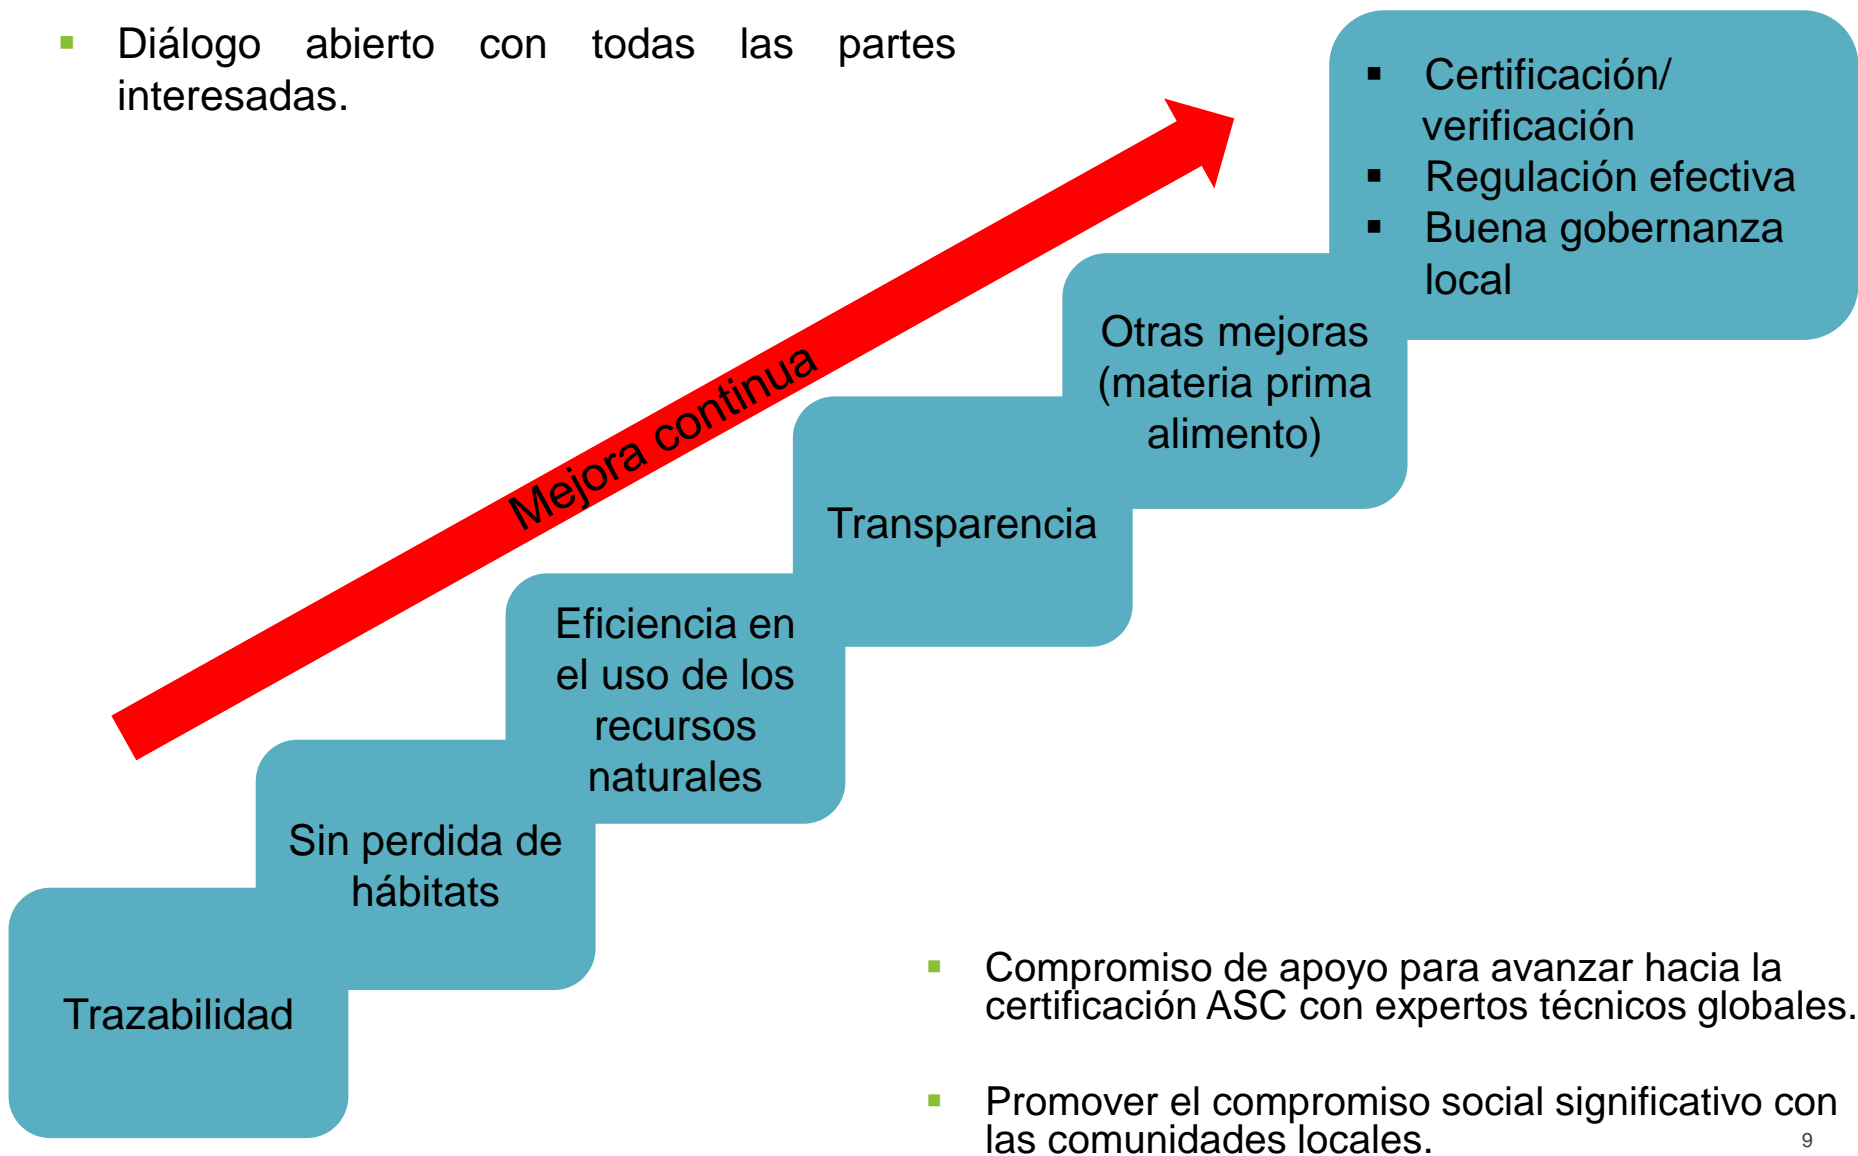 ▪ Diálogo abierto con todas las partes
interesadas.
▪ Certificación/
verificación
▪ Regulación efectiva
▪ Buena gobernanza
local
Mejora continua
Otras mejoras
(materia prima
alimento)
Transparencia
Eficiencia en
el uso de los
recursos
naturales
Sin perdida de
hábitats
Trazabilidad
▪ Compromiso de apoyo para avanzar hacia la
certificación ASC con expertos técnicos globales.
▪ Promover el compromiso social significativo con
las comunidades locales.
9